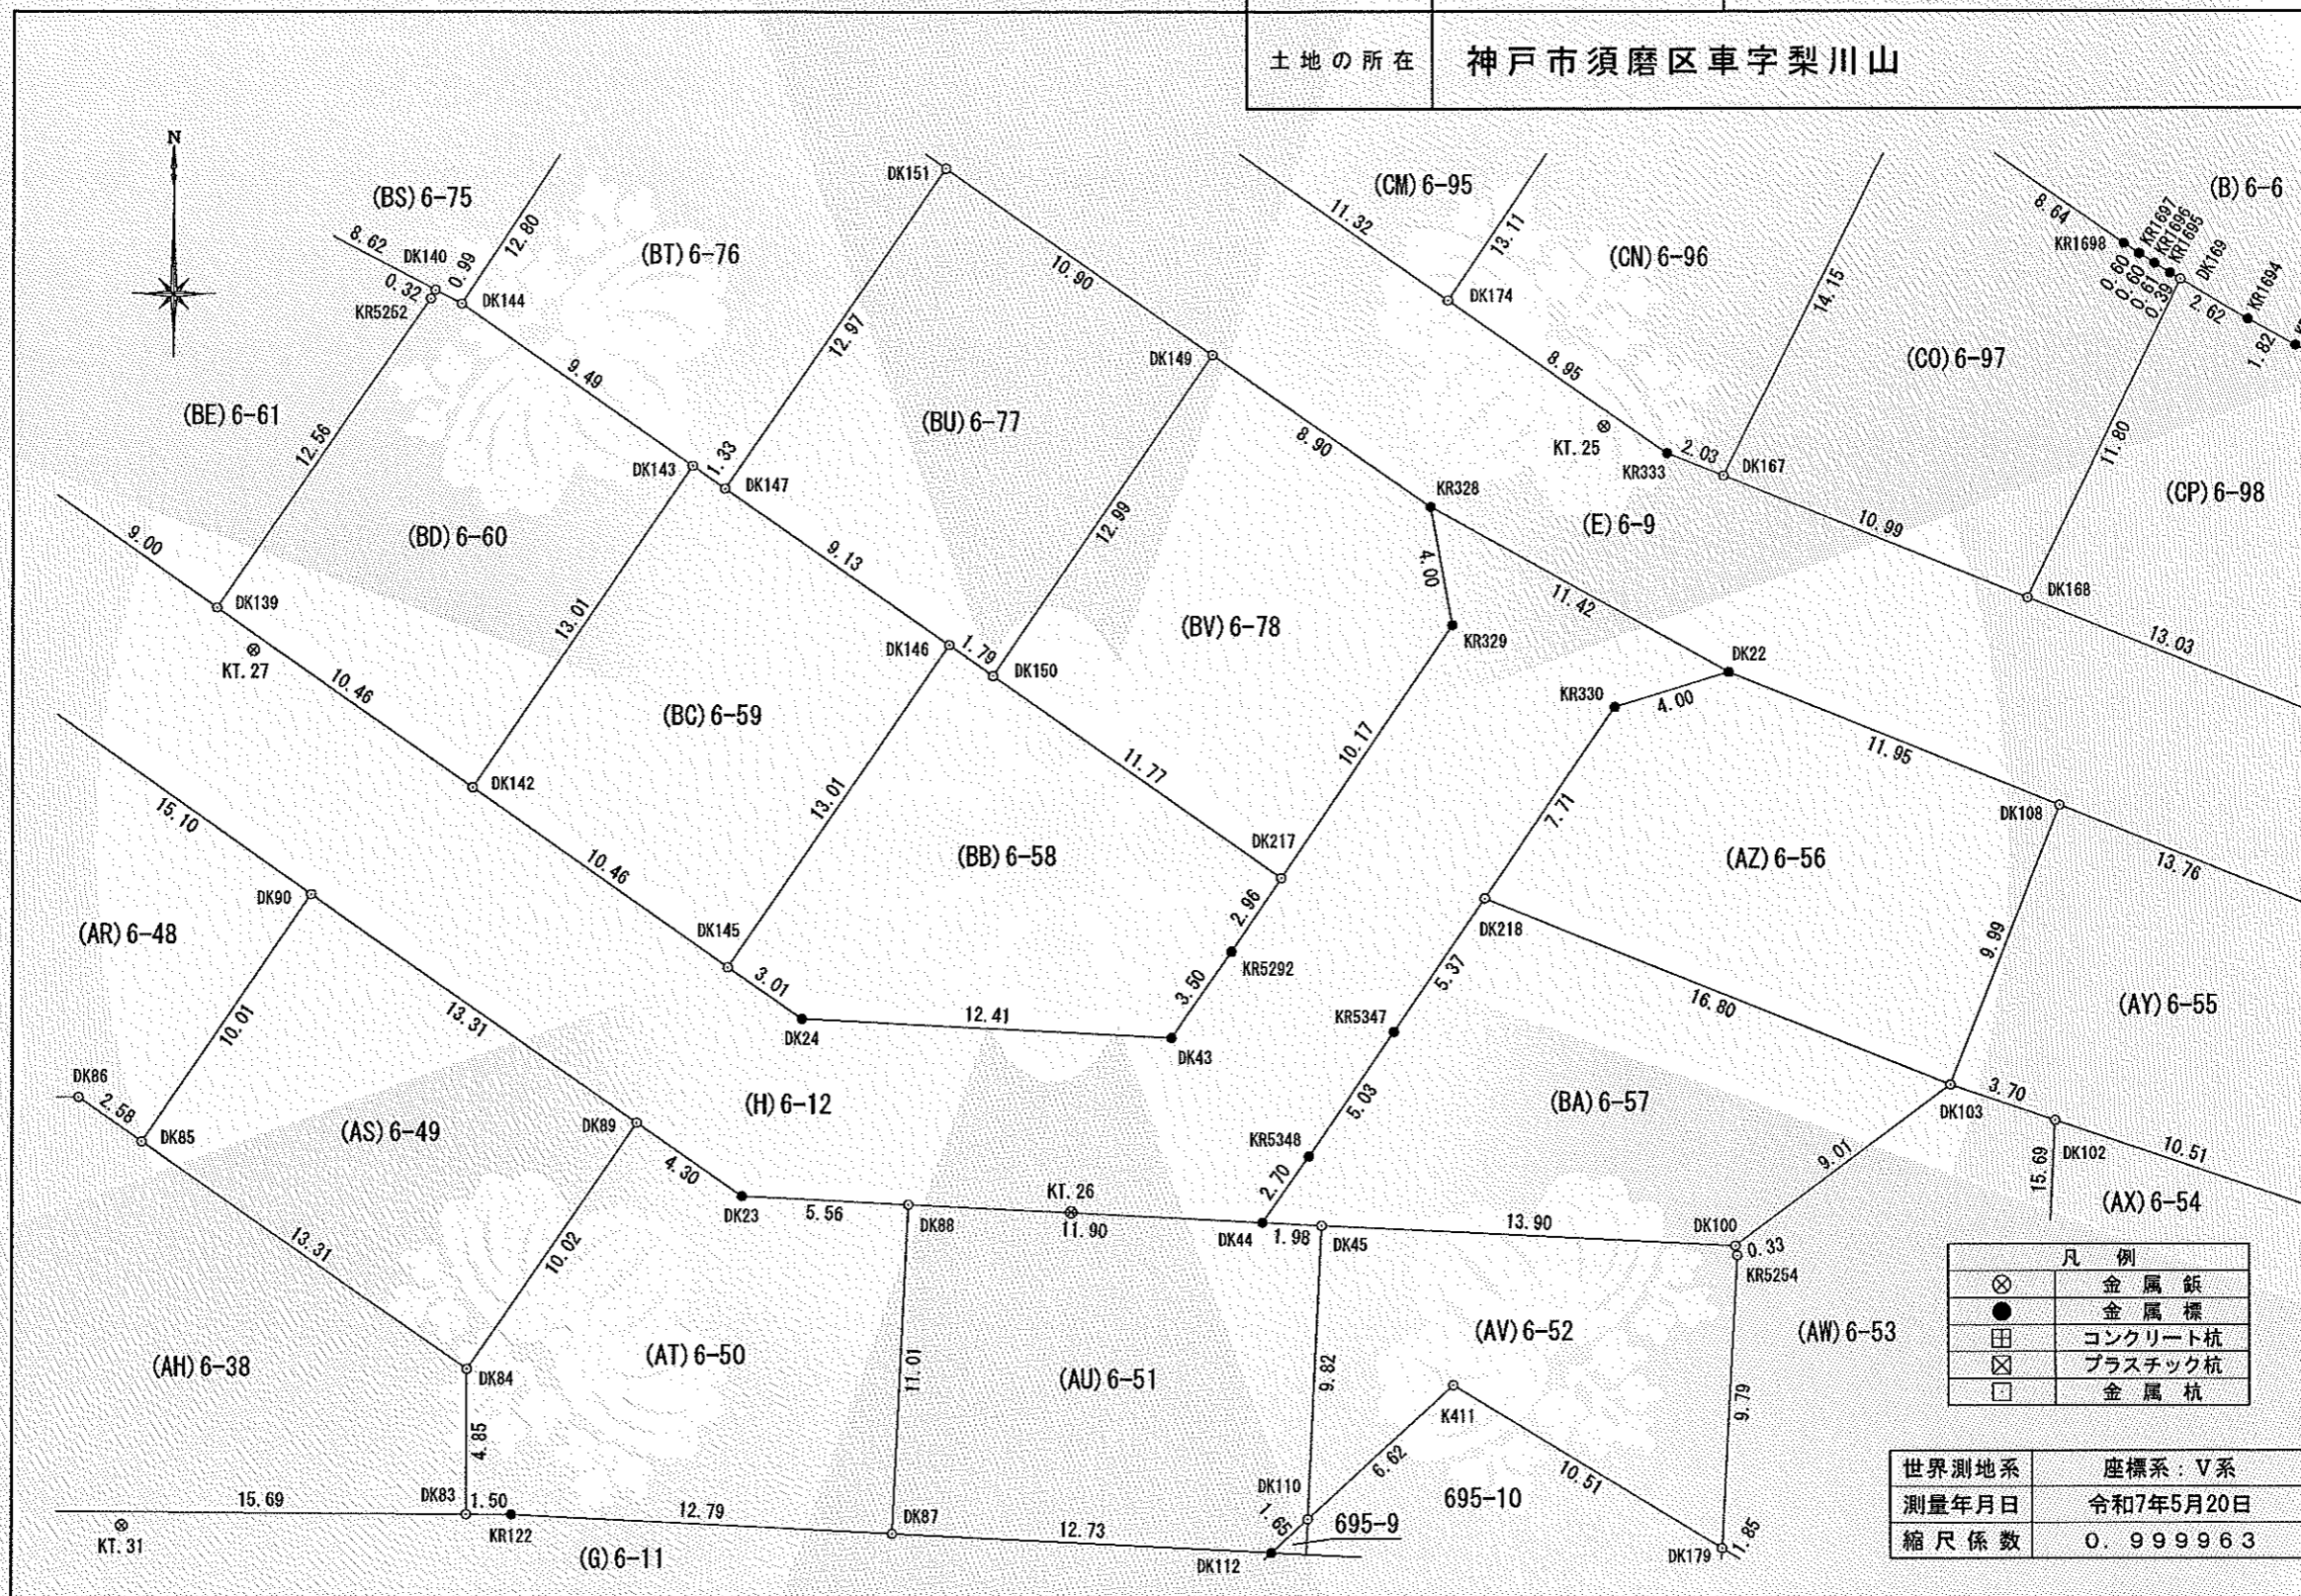 土地の所在 神戸市須磨区車字梨川山
N
(BS)6-75
8.62
DK140
0.99
12.80
0.32
KR5252
DK144
(BT)6-76
DK151
12.97
10.90
(CM)6-95
11.32
13.11
DK174
(CN)6-96
14.15
8.64
KR1698
KR1697
KR1696
KR1695
DK169
0.60
0.60
0.61
0.39
2.62
KR1694
1.82
(B)6-6
(BE)6-61
12.56
9.49
DK143
1.33
DK147
(BU)6-77
DK149
12.99
8.90
8.95
KT.25
KR333
2.03
DK167
(CO)6-97
11.80
(CP)6-98
9.00
DK139
KT.27
(BD)6-60
13.01
9.13
KR328
(E)6-9
10.99
DK168
13.03
4.00
KR329
11.42
DK22
10.46
DK142
(BC)6-59
DK146
1.79
DK150
(BV)6-78
10.17
KR330
4.00
11.95
15.10
13.01
11.77
7.71
DK108
13.76
DK90
10.46
DK145
(BB)6-58
DK217
2.96
KR5292
(AZ)6-56
DK218
9.99
(AR)6-48
10.01
13.31
3.01
DK24
12.41
3.50
DK43
5.37
KR5347
16.80
(AY)6-55
DK86
2.58
DK85
(AS)6-49
DK89
(H)6-12
5.03
KR5348
(BA)6-57
DK103
3.70
DK102
10.51
15.69
9.01
(AX)6-54
4.30
DK23
5.56
DK88
KT.26
11.90
2.70
DK44
1.98
DK45
13.90
DK100
0.33
KR5254
13.31
10.02
(AH)6-38
DK84
(AT)6-50
11.01
(AU)6-51
9.82
(AV)6-52
K411
9.79
(AW)6-53
凡例
金属鋲
金属標
コンクリート杭
プラスチック杭
金属杭
4.85
DK83
1.50
KR122
15.69
KT.31
12.79
(G)6-11
DK87
12.73
DK110
6.62
1.65
DK112
695-9
695-10
10.51
DK179
1.85
世界測地系 座標系:V系
測量年月日 令和7年5月20日
縮尺係数 0.999963